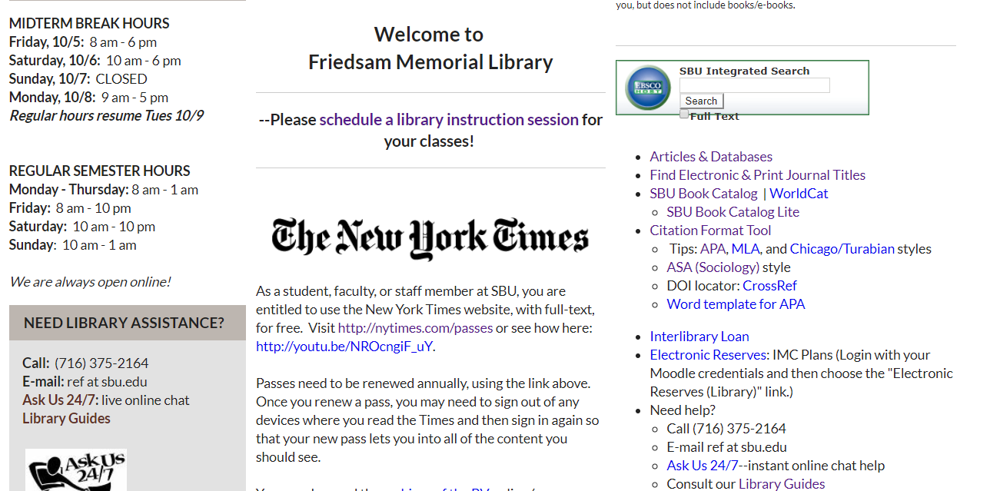 MIDTERM BREAK HOURS
Friday, 10/5: 8 am - 6 pm
Saturday, 10/6: 10 am - 6 pm
Sunday, 10/7: CLOSED
Monday, 10/8: 9 am - 5 pm
Regular hours resume Tues 10/9
REGULAR SEMESTER HOURS
Monday - Thursday: 8 am - 1 am
Friday: 8 am - 10 pm
Saturday: 10 am - 10 pm
Sunday: 10 am - 1 am
We are always open online!
NEED LIBRARY ASSISTANCE?
Call: (716) 375-2164
E-mail: ref at sbu.edu
Ask Us 24/7: live online chat
Library Guides
Ask Us
24/7
Welcome to
Friedsam Memorial Library
--Please schedule a library instruction session for
your classes!
The New York Times
As a student, faculty, or staff member at SBU, you are
entitled to use the New York Times website, with full-text,
for free. Visit http://nytimes.com/passes or see how here:
http://youtu.be/NROcngiF_uY.
Passes need to be renewed annually, using the link above.
Once you renew a pass, you may need to sign out of any
devices where you read the Times and then sign in again so
that your new pass lets you into all of the content you
should see.
you, but does not include books/e-books.
EBSCO
HOST
SBU Integrated Search
Search
Full Text
Articles & Databases
Find Electronic & Print Journal Titles
SBU Book Catalog | WorldCat
SBU Book Catalog Lite
Citation Format Tool
Tips: APA, MLA, and Chicago/Turabian styles
ASA (Sociology) style
DOI locator: CrossRef
Word template for APA
Interlibrary Loan
Electronic Reserves: IMC Plans (Login with your
Moodle credentials and then choose the "Electronic
Reserves (Library)" link.)
Need help?
Call (716) 375-2164
E-mail ref at sbu.edu
Ask Us 24/7--instant online chat help
Consult our Library Guides